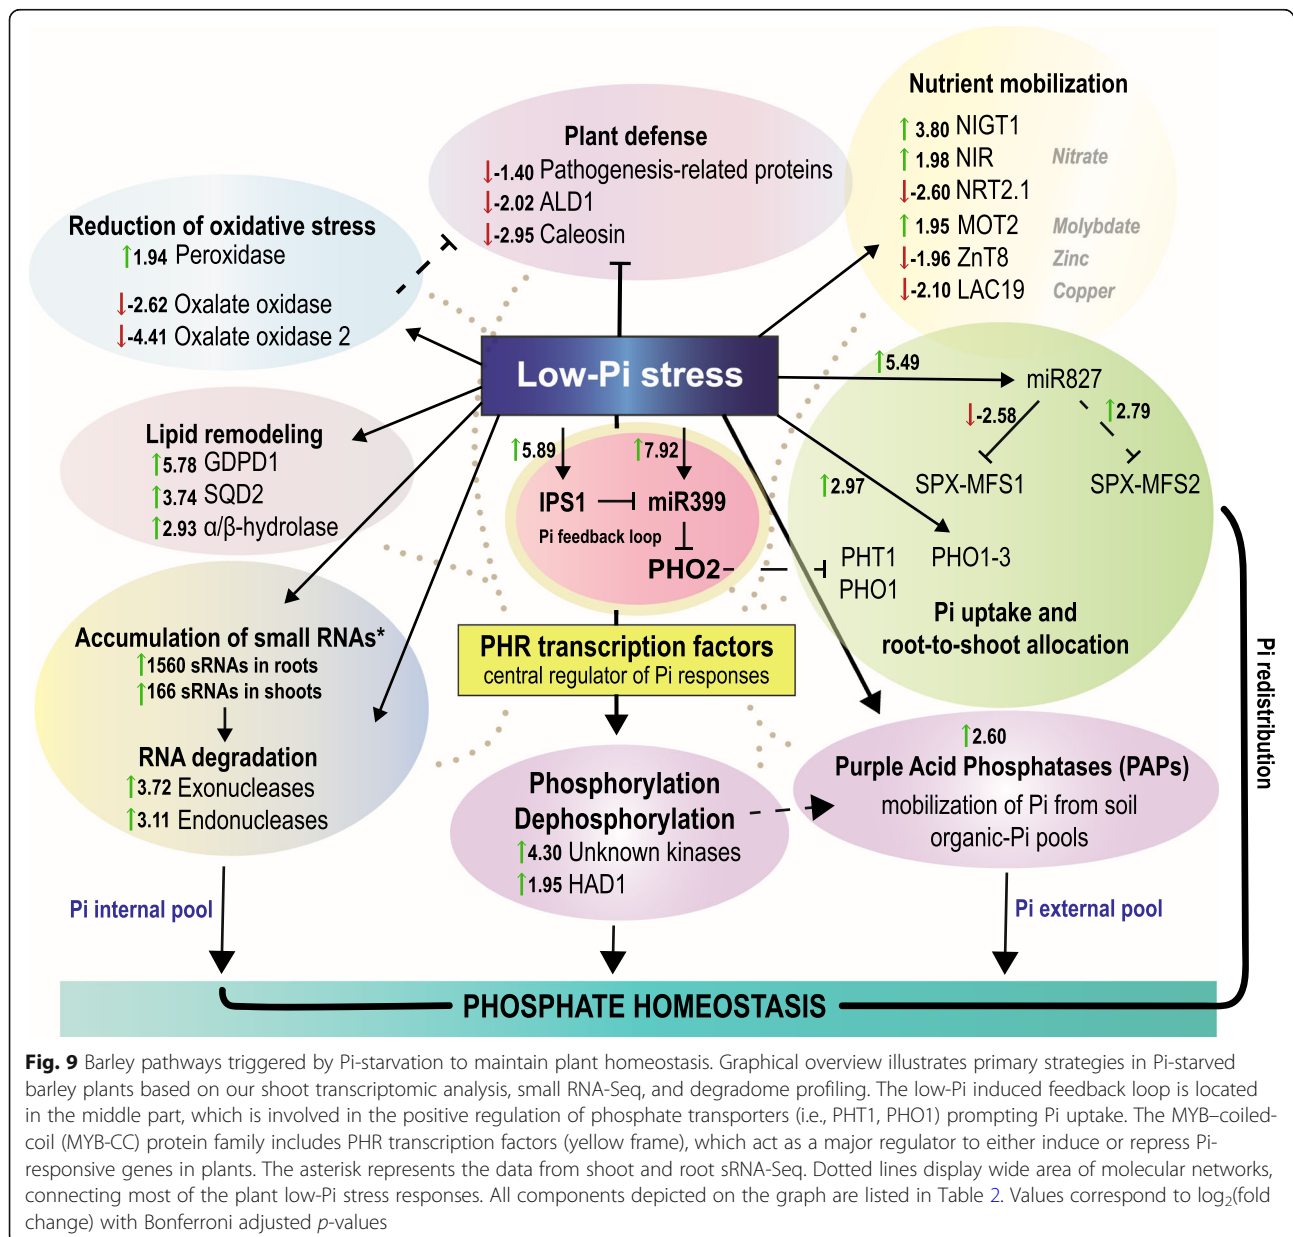 Nutrient mobilization
↑3.80 NIGT1
↑1.98 NIR Nitrate
↓-2.60 NRT2.1
↑1.95 MOT2 Molybdate
↓-1.96 ZnT8 Zinc
↓-2.10 LAC19 Copper
Plant defense
↓-1.40 Pathogenesis-related proteins
↓-2.02 ALD1
↓-2.95 Caleosin
Reduction of oxidative stress
↑1.94 Peroxidase
↓-2.62 Oxalate oxidase
↓-4.41 Oxalate oxidase 2
Low-Pi stress
↑5.49
miR827
↓-2.58
↑2.79
SPX-MFS1
SPX-MFS2
↑2.97
PHT1
PHO1
PHO1-3
Pi uptake and
root-to-shoot allocation
Lipid remodeling
↑5.78 GDPD1
↑3.74 SQD2
↑2.93 α/β-hydrolase
↑5.89
↑7.92
IPS1
miR399
Pi feedback loop
PHO2
Accumulation of small RNAs*
↑1560 sRNAs in roots
↑166 sRNAs in shoots
RNA degradation
↑3.72 Exonucleases
↑3.11 Endonucleases
PHR transcription factors
central regulator of Pi responses
Phosphorylation
Dephosphorylation
↑4.30 Unknown kinases
↑1.95 HAD1
↑2.60
Purple Acid Phosphatases (PAPs)
mobilization of Pi from soil
organic-Pi pools
Pi redistribution
Pi internal pool
Pi external pool
PHOSPHATE HOMEOSTASIS
Fig. 9 Barley pathways triggered by Pi-starvation to maintain plant homeostasis. Graphical overview illustrates primary strategies in Pi-starved
barley plants based on our shoot transcriptomic analysis, small RNA-Seq, and degradome profiling. The low-Pi induced feedback loop is located
in the middle part, which is involved in the positive regulation of phosphate transporters (i.e., PHT1, PHO1) prompting Pi uptake. The MYB–coiled-
coil (MYB-CC) protein family includes PHR transcription factors (yellow frame), which act as a major regulator to either induce or repress Pi-
responsive genes in plants. The asterisk represents the data from shoot and root sRNA-Seq. Dotted lines display wide area of molecular networks,
connecting most of the plant low-Pi stress responses. All components depicted on the graph are listed in Table 2. Values correspond to log₂(fold
change) with Bonferroni adjusted p-values